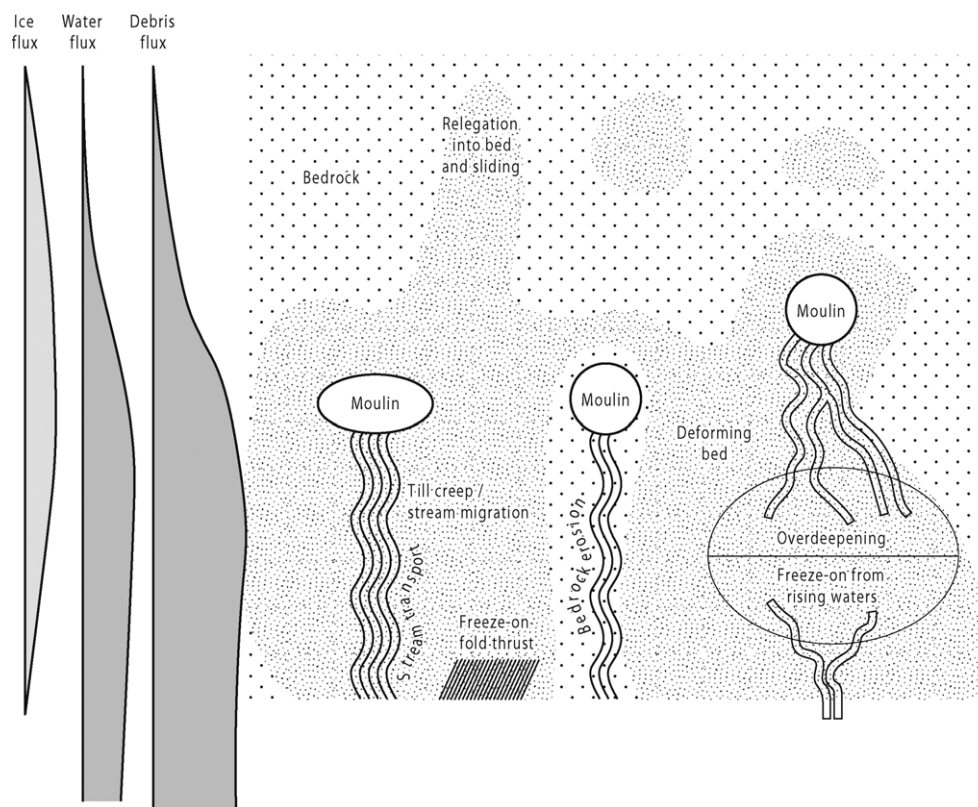 Ice
flux
Water
flux
Debris
flux
Relegation
into bed
and sliding
Bedrock
Moulin
Moulin
Moulin
Deforming
bed
Till creep /
stream migration
Stream transport
Bedrock erosion
Overdeepening
Freeze-on from
rising waters
Freeze-on
fold thrust